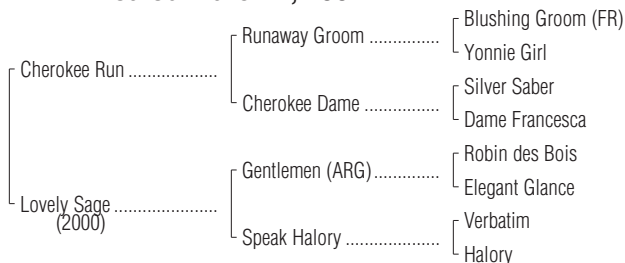 Blushing Groom (FR)
Runaway Groom ................
Yonnie Girl
Cherokee Run ....................
Silver Saber
Cherokee Dame .................
Dame Francesca
Robin des Bois
Gentlemen (ARG)...............
Elegant Glance
Lovely Sage .......................
(2000)
Verbatim
Speak Halory .....................
Halory